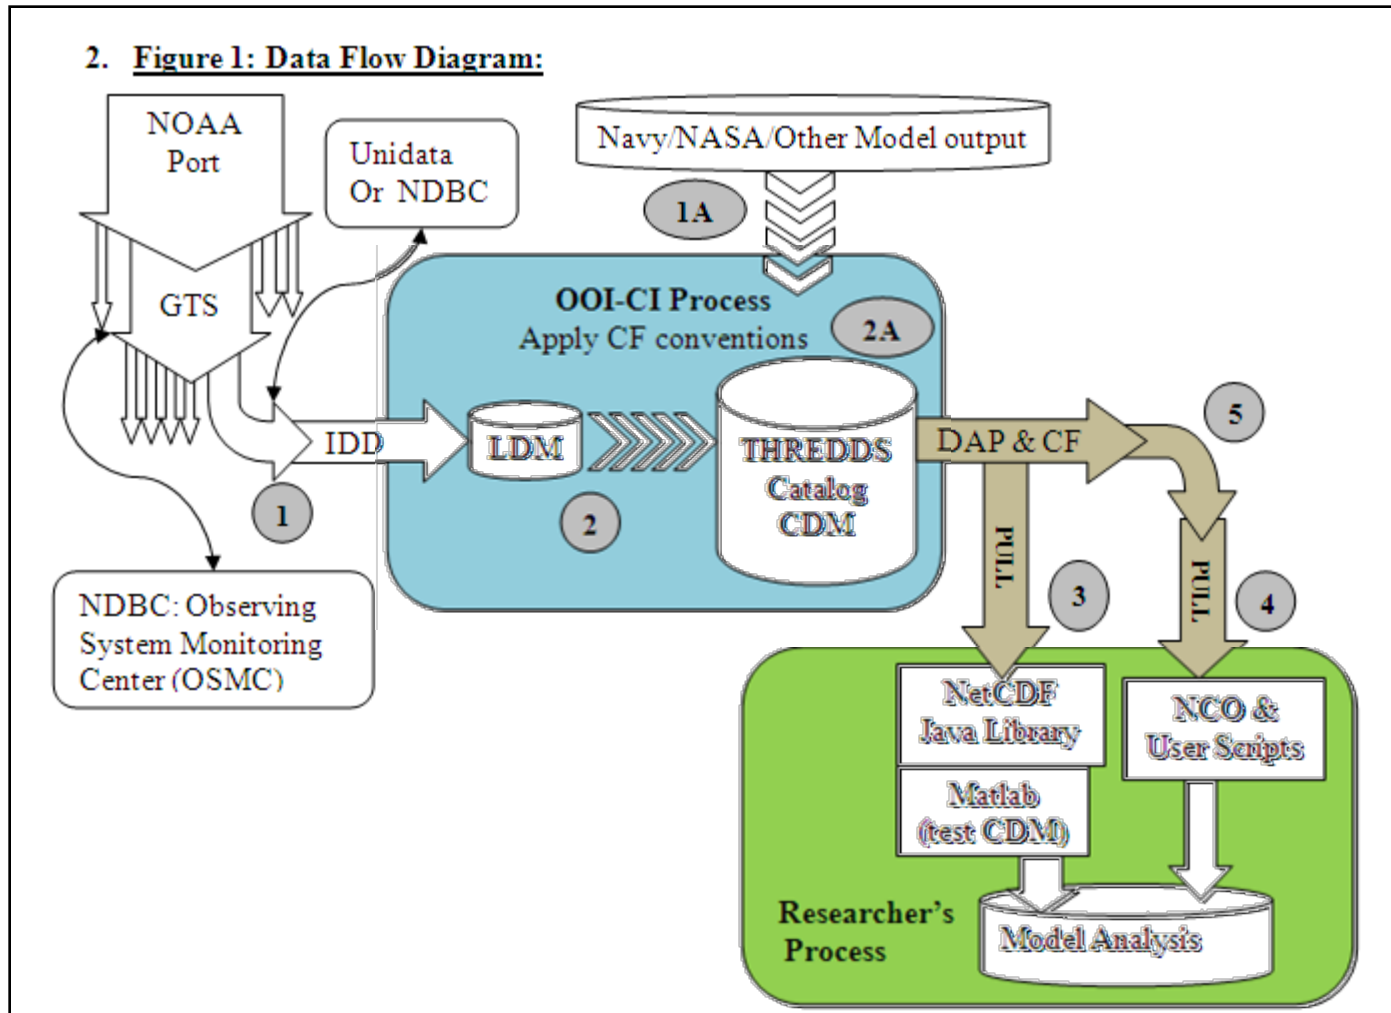 2. Figure 1: Data Flow Diagram:
NOAA
Port
Unidata
Or NDBC
Navy/NASA/Other Model output
1A
GTS
OOI-CI Process
Apply CF conventions
2A
IDD
LDM
THREDDS
Catalog
CDM
DAP & CF
5
1
2
PULL
PULL
3
4
NDBC: Observing
System Monitoring
Center (OSMC)
NetCDF
Java Library
NCO &
User Scripts
Matlab
(test CDM)
Researcher's
Process
Model Analysis